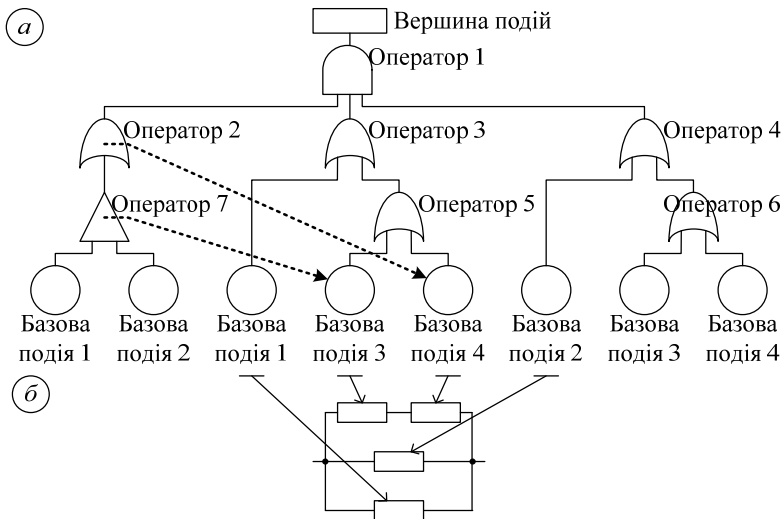 а
Вершина подій
Оператор 1
Оператор 2
Оператор 3
Оператор 4
Оператор 7
Оператор 5
Оператор 6
Базова подія 1
Базова подія 2
Базова подія 1
Базова подія 3
Базова подія 4
Базова подія 2
Базова подія 3
Базова подія 4
б